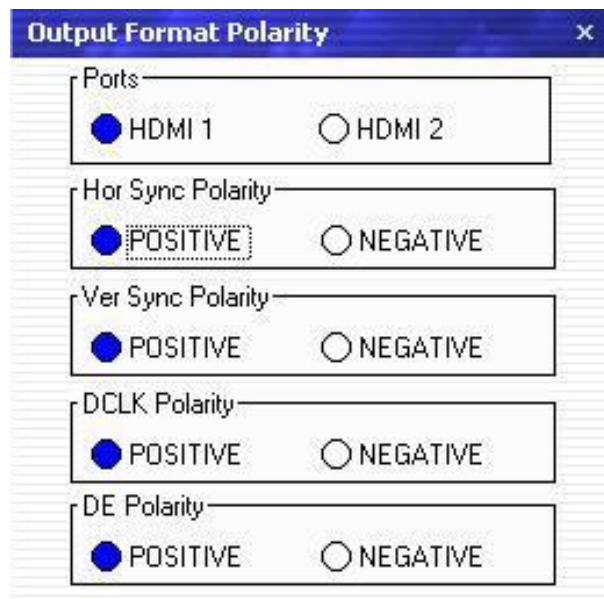 Output Format Polarity
Ports
HDMI 1 HDMI 2
Hor Sync Polarity
POSITIVE NEGATIVE
Ver Sync Polarity
POSITIVE NEGATIVE
DCLK Polarity
POSITIVE NEGATIVE
DE Polarity
POSITIVE NEGATIVE